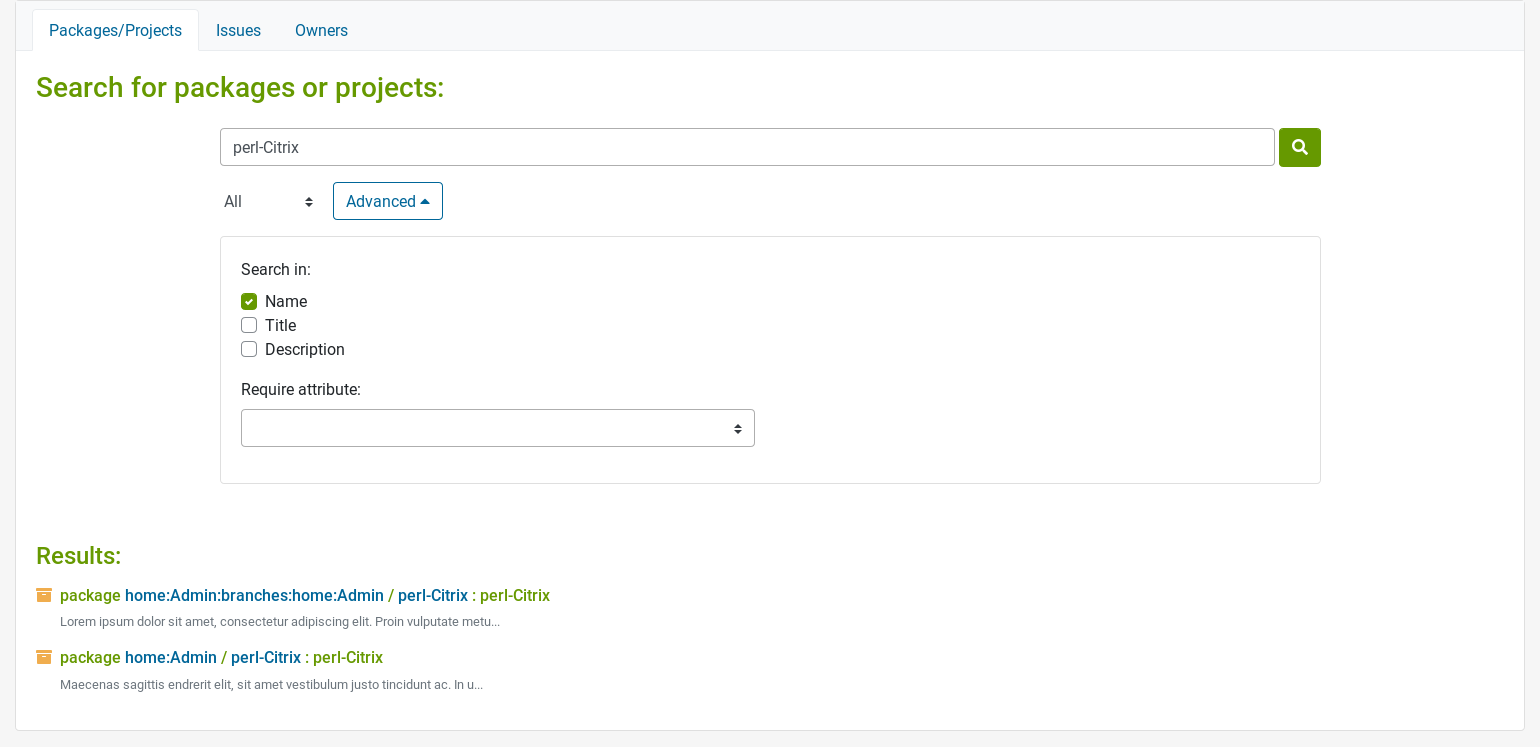 Packages/Projects Issues Owners
Search for packages or projects:
perl-Citrix
All Advanced
Search in:
Name
Title
Description
Require attribute:
Results:
package home:Admin:branches:home:Admin / perl-Citrix : perl-Citrix
Lorem ipsum dolor sit amet, consectetur adipiscing elit. Proin vulputate metu...
package home:Admin / perl-Citrix : perl-Citrix
Maecenas sagittis endrerit elit, sit amet vestibulum justo tincidunt ac. In u...